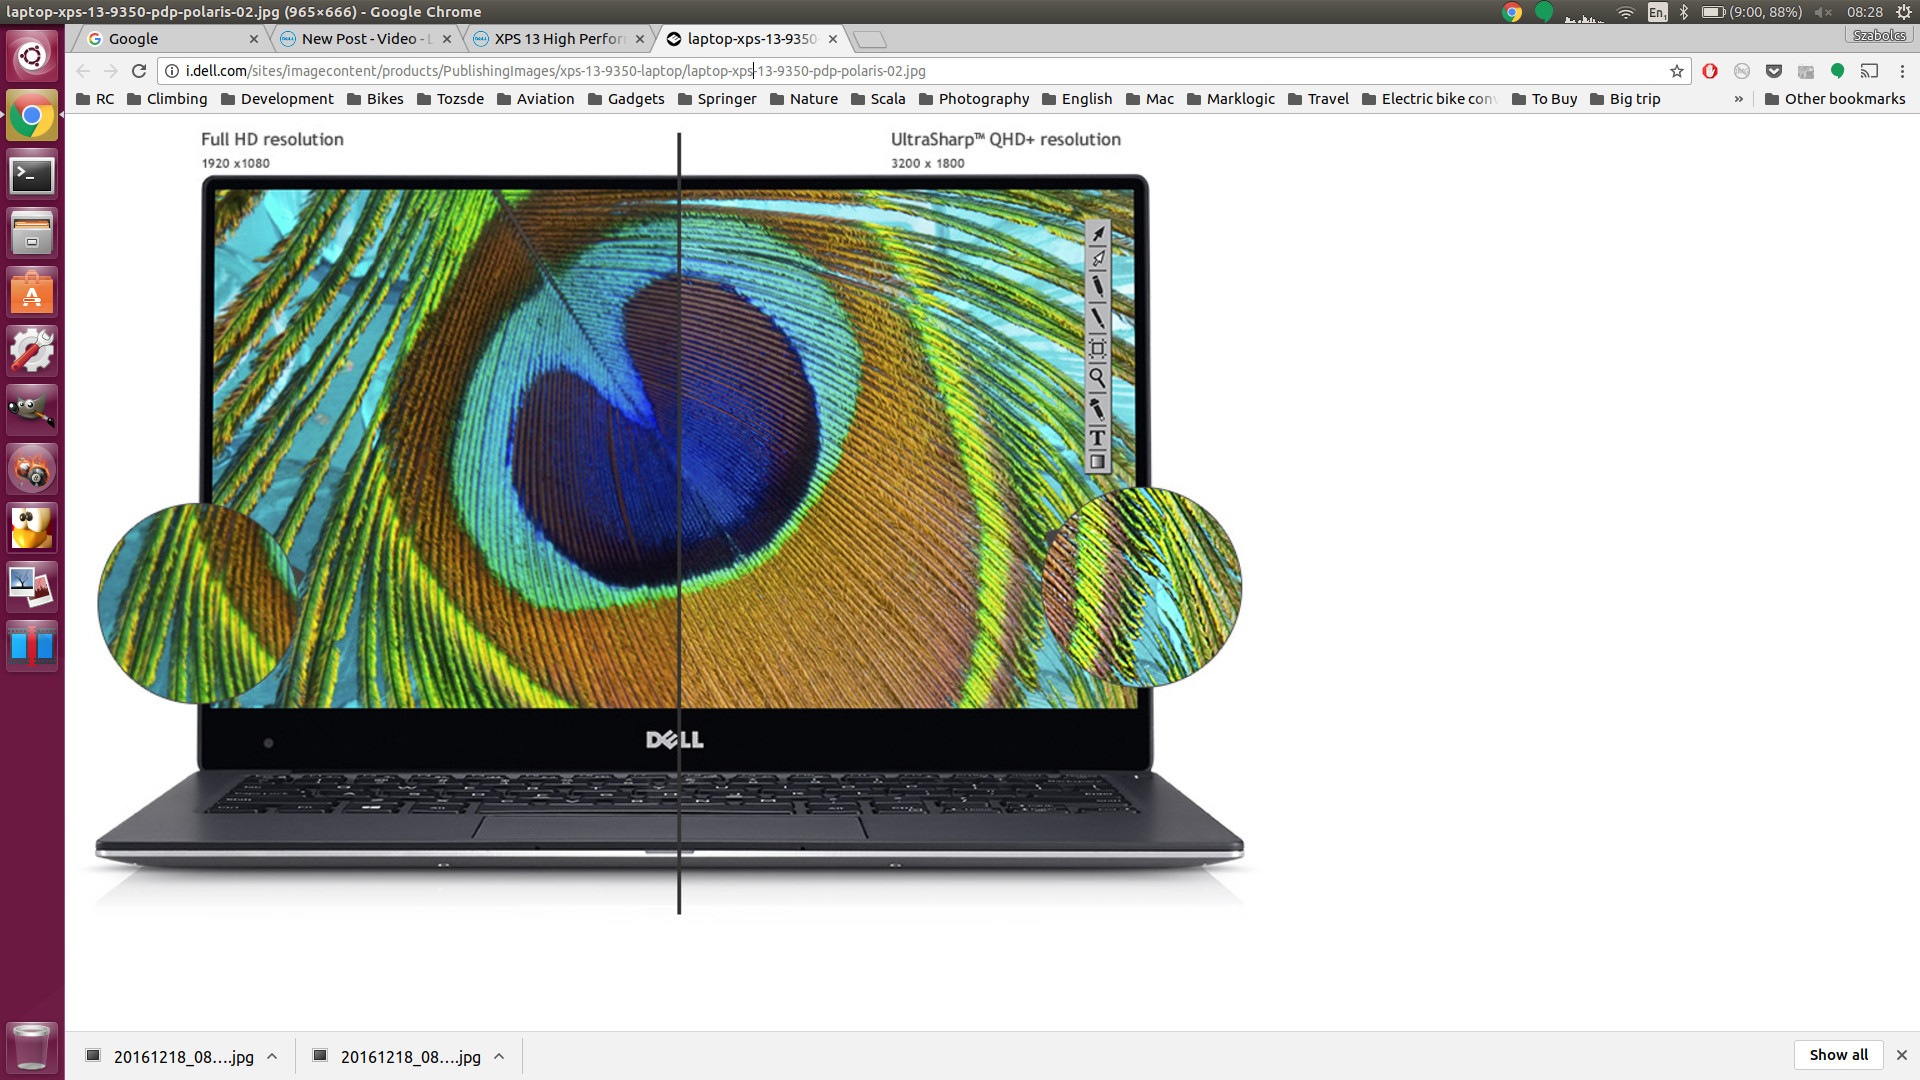 laptop-xps-13-9350-pdp-polaris-02.jpg (965×666) - Google Chrome
En1
(9:00, 88%)
08:28
Google
New Post - Video - L
XPS 13 High Perfor
laptop-xps-13-9350-
Szabolcs
i.dell.com/sites/imagecontent/products/PublishingImages/xps-13-9350-laptop/laptop-xps-13-9350-pdp-polaris-02.jpg
RC
Climbing
Development
Bikes
Tozsde
Aviation
Gadgets
Springer
Nature
Scala
Photography
English
Mac
Marklogic
Travel
Electric bike conv
To Buy
Big trip
»
Other bookmarks
Full HD resolution
1920 x1080
UltraSharp™ QHD+ resolution
3200 x 1800
T
DELL
20161218_08....jpg
20161218_08....jpg
Show all